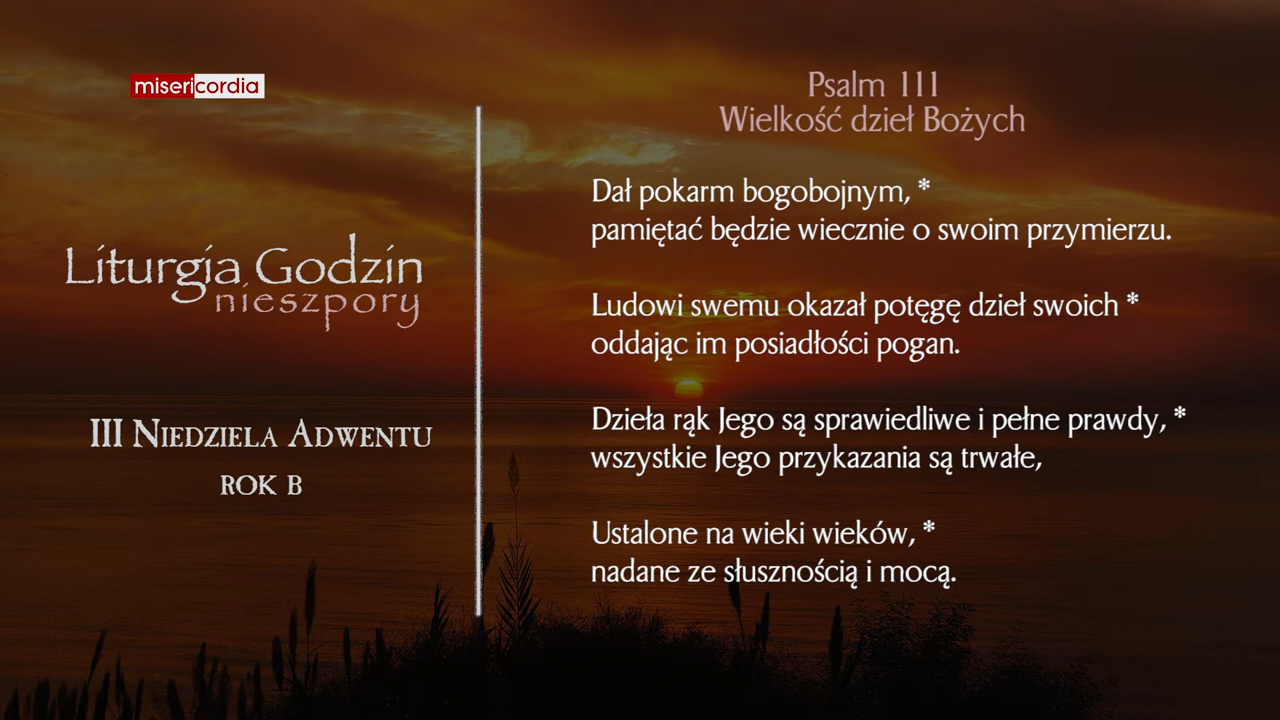 misericordia
Liturgia Godzin
nieszpory
III Niedziela Adwentu
rok B
Psalm 111
Wielkość dzieł Bożych
Dał pokarm bogobojnym, *
pamiętać będzie wiecznie o swoim przymierzu.
Ludowi swemu okazał potęgę dzieł swoich *
oddając im posiadłości pogan.
Dzieła rąk Jego są sprawiedliwe i pełne prawdy, *
wszystkie Jego przykazania są trwałe,
Ustalone na wieki wieków, *
nadane ze słusznością i mocą.